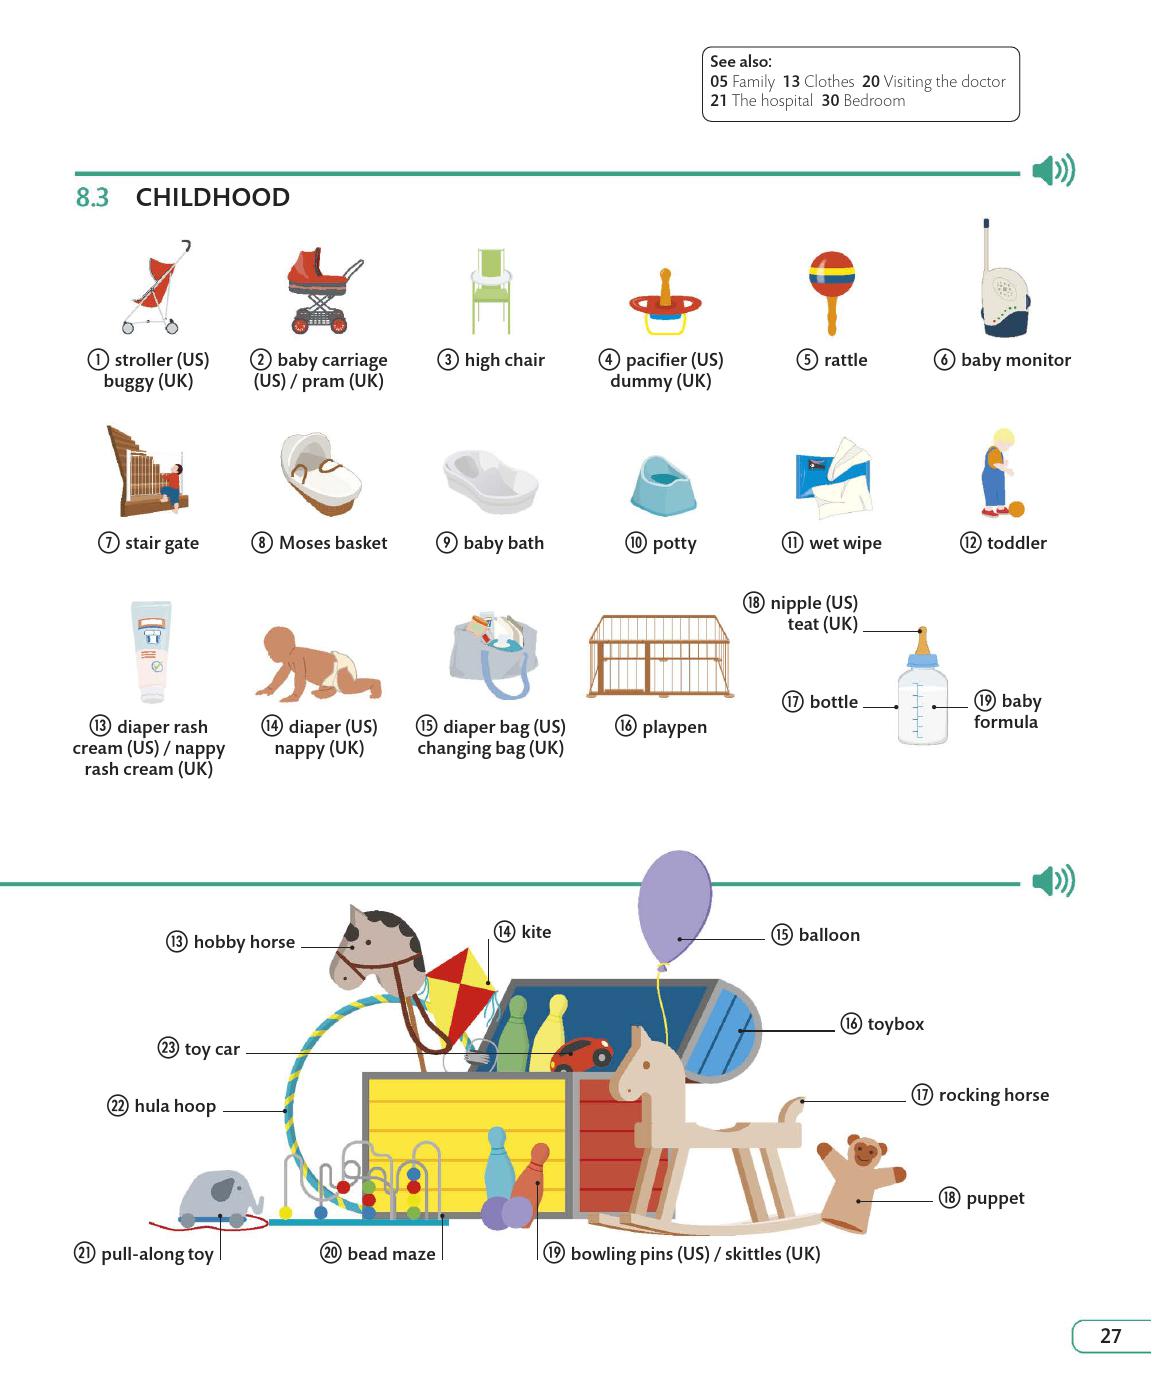 See also:
05 Family 13 Clothes 20 Visiting the doctor
21 The hospital 30 Bedroom
8.3 CHILDHOOD
1 stroller (US)
buggy (UK)
2 baby carriage
(US) / pram (UK)
3 high chair
4 pacifier (US)
dummy (UK)
5 rattle
6 baby monitor
7 stair gate
8 Moses basket
9 baby bath
10 potty
11 wet wipe
12 toddler
13 diaper rash
cream (US) / nappy
rash cream (UK)
14 diaper (US)
nappy (UK)
15 diaper bag (US)
changing bag (UK)
16 playpen
18 nipple (US)
teat (UK)
17 bottle
19 baby
formula
13 hobby horse
14 kite
15 balloon
16 toybox
23 toy car
17 rocking horse
22 hula hoop
18 puppet
21 pull-along toy
20 bead maze
19 bowling pins (US) / skittles (UK)
27